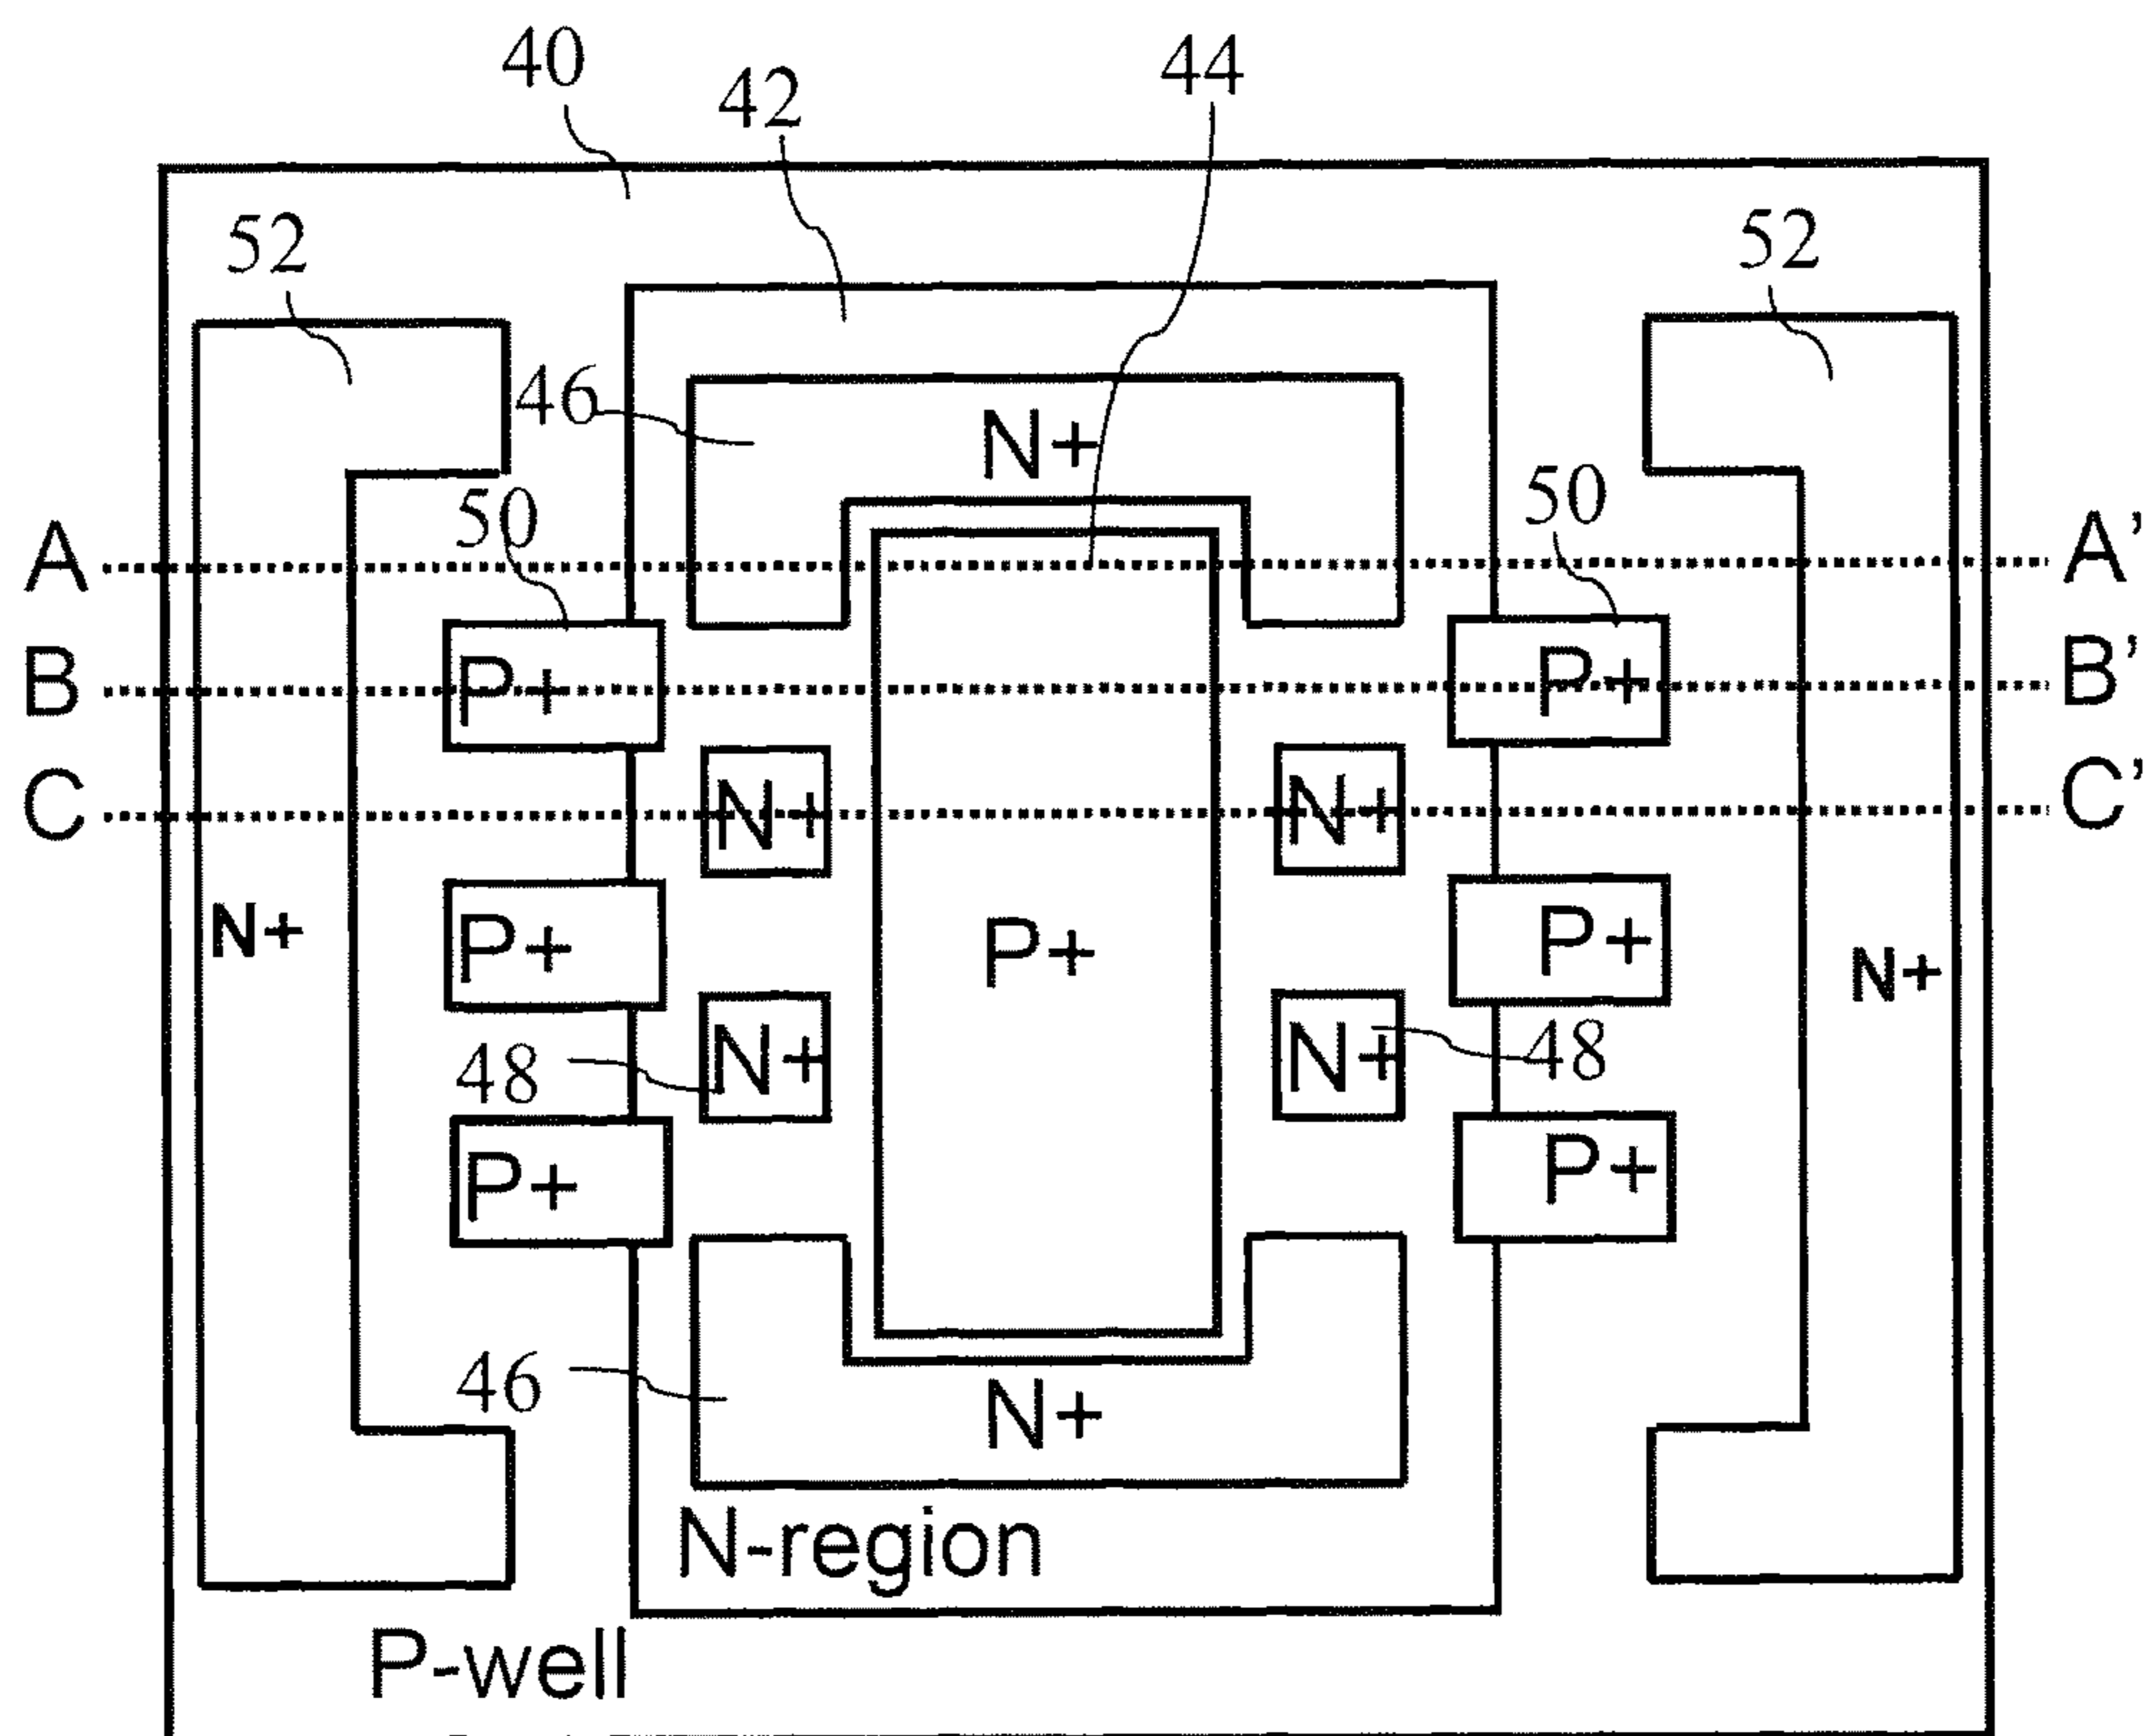 40
42
44
52
52
46
N+
50
50
A
A’
B
P+
P+
B’
C
N+
N+
C’
N+
P+
P+
P+
N+
48
N+
N+
48
P+
P+
46
N+
N-region
P-well